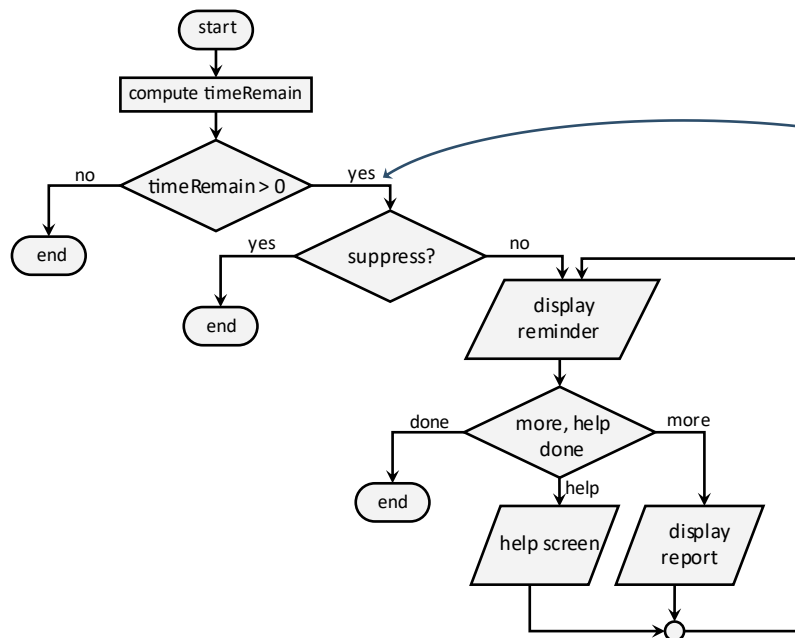 start
compute timeRemain
no
timeRemain > 0
yes
end
yes
suppress?
no
end
display
reminder
done
more, help
done
more
end
help
help screen
display
report